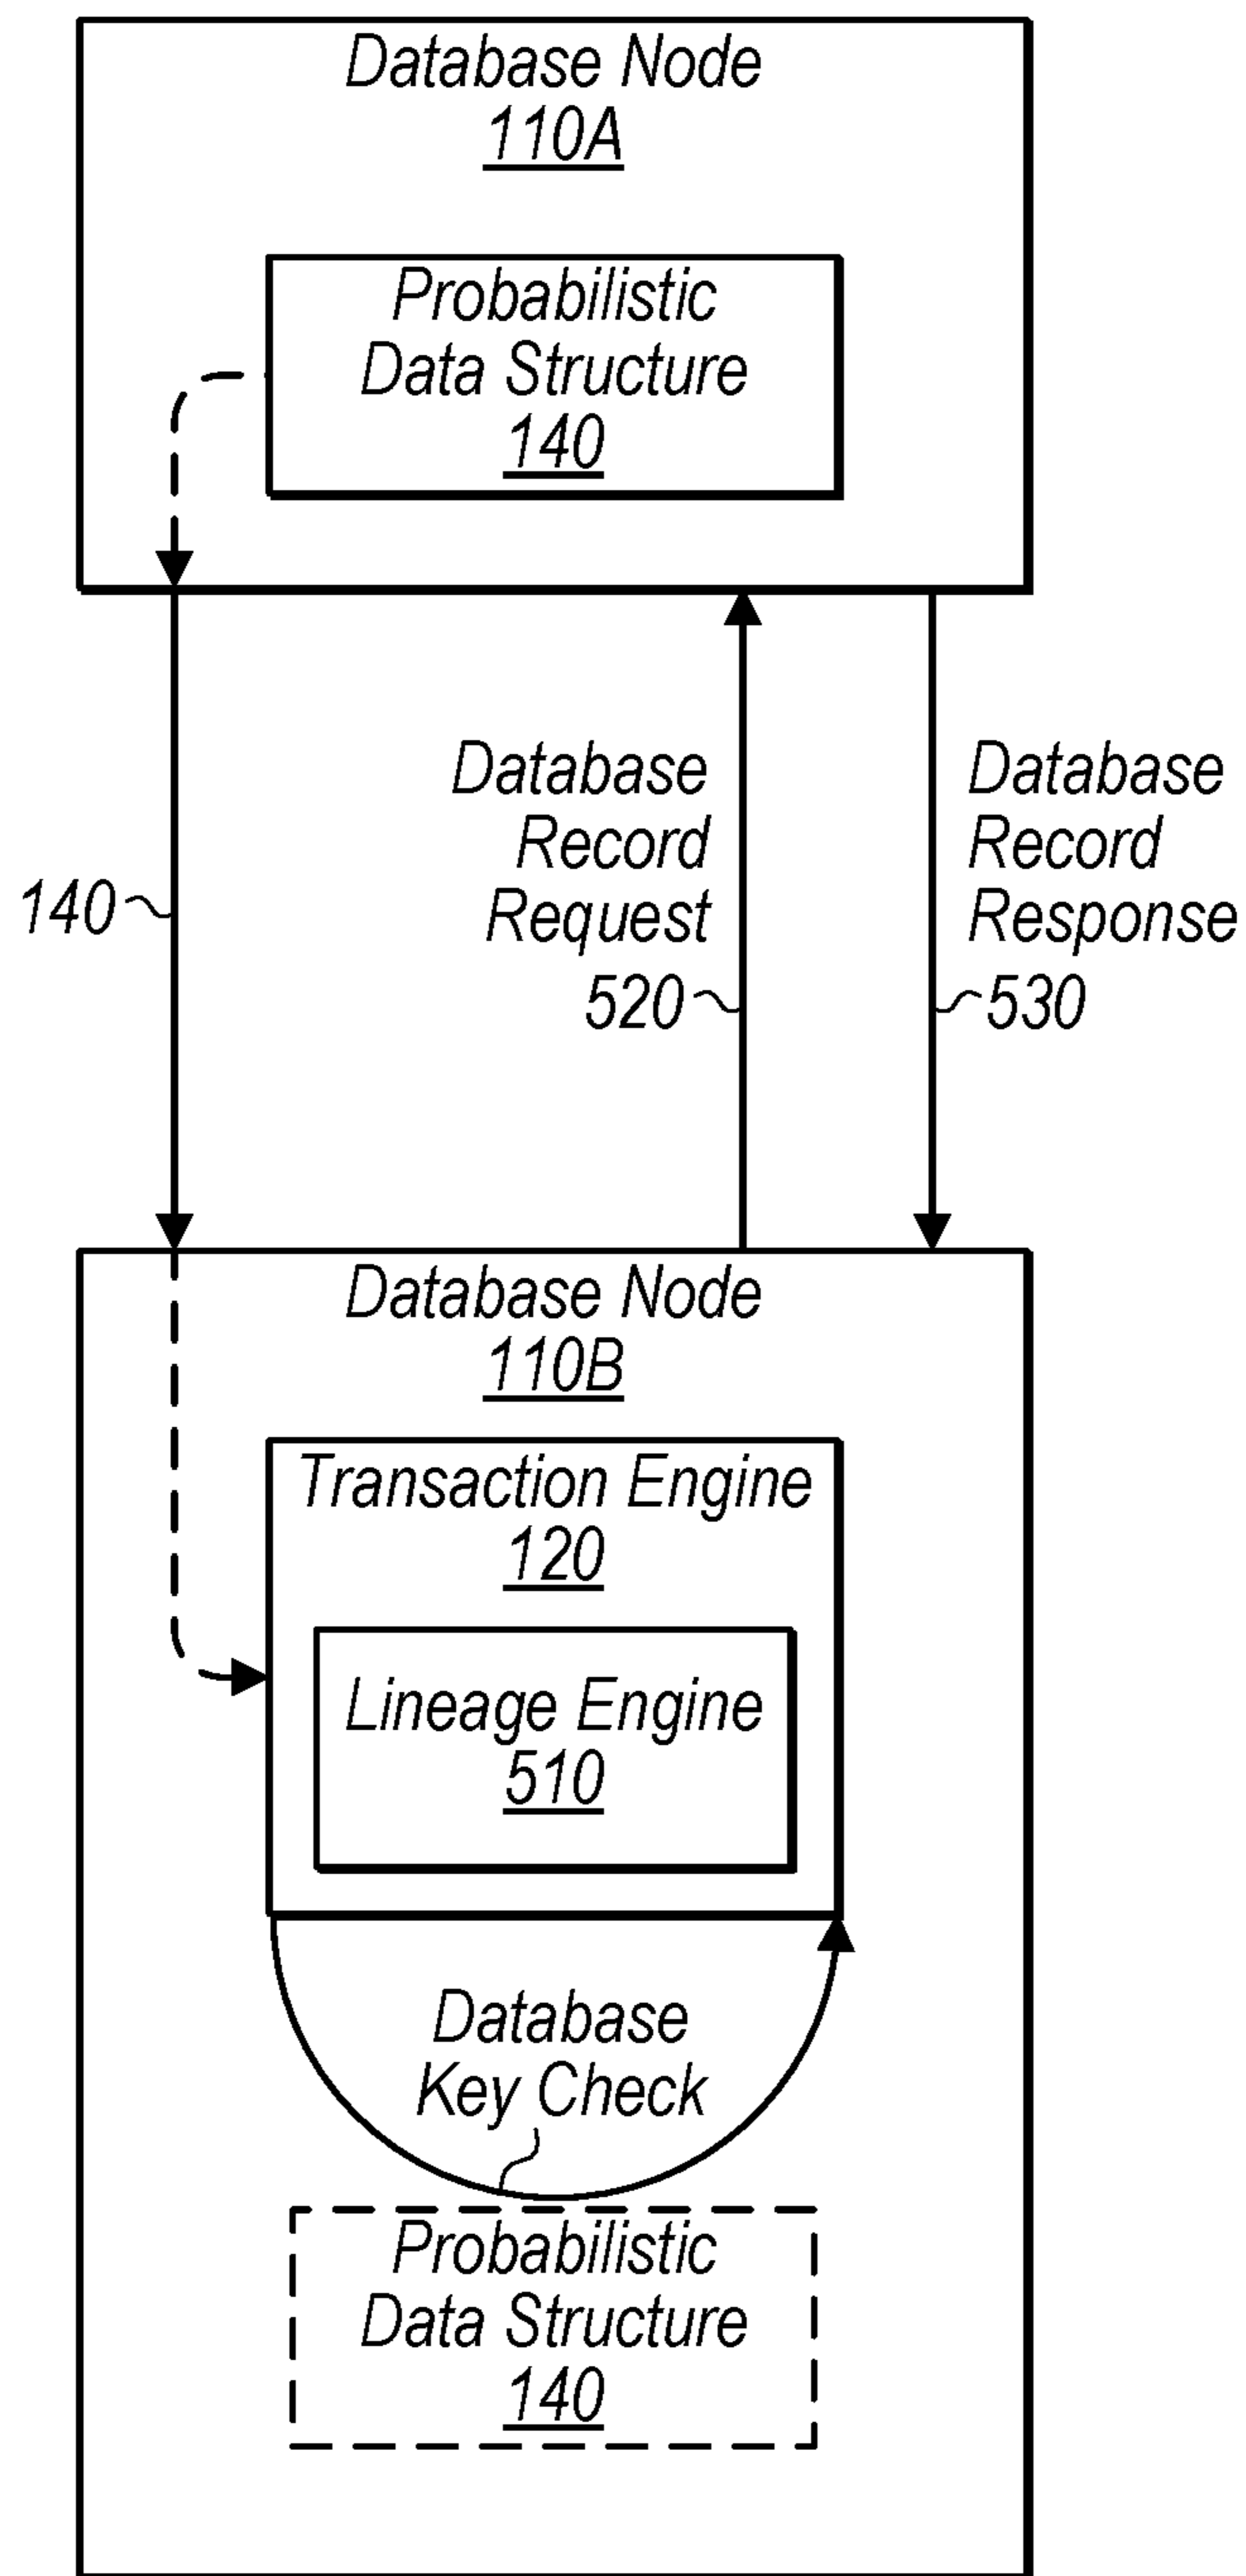 Database Node
110A
Probabilistic
Data Structure
140
140
Database
Record
Request
520
Database
Record
Response
530
Database Node
110B
Transaction Engine
120
Lineage Engine
510
Database
Key Check
Probabilistic
Data Structure
140